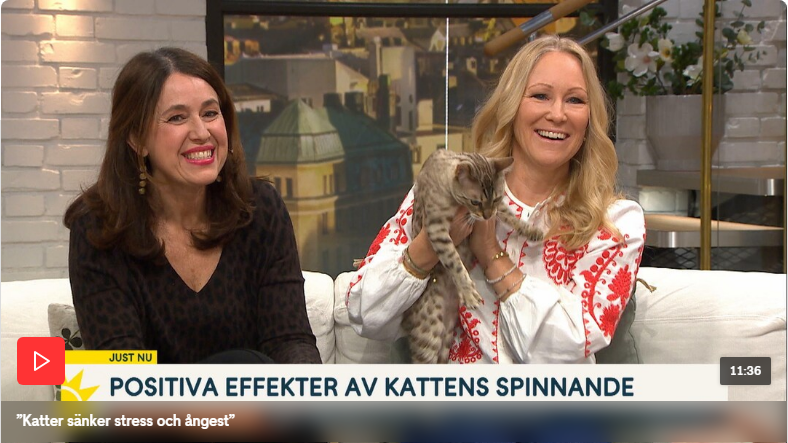 JUST NU
POSITIVA EFFEKTER AV KATTENS SPINNANDE
11:36
”Katter sänker stress och ångest”